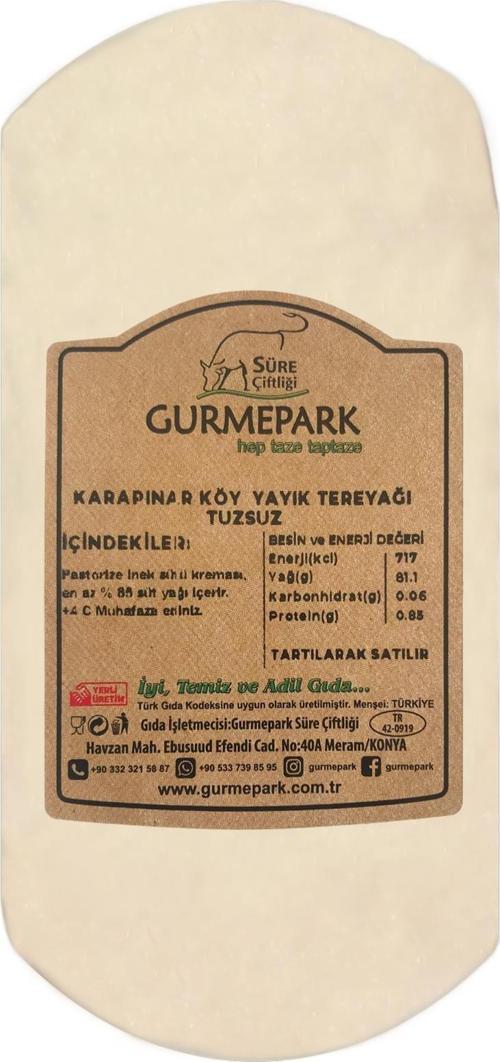 SÜRE
Çiftliği
GURMEPARK
hep taze taptaze
KARAPINAR KÖY YAYIK TEREYAĞI
TUZSUZ
İÇİNDEKİLER:
Pastorize inek sütü kreması,
en az % 85 süt yağı içerir.
+4 C Muhafaza ediniz.
BESİN ve ENERJİ DEĞERİ
Enerji(kcl) 717
Yağ(g) 81.1
Karbonhidrat(g) 0.06
Protein(g) 0.85
TARTILARAK SATILIR
YERLİ
ÜRETİM
İyi, Temiz ve Adil Gıda...
Türk Gıda Kodeksine uygun olarak üretilmiştir. Menşei: TÜRKİYE
Gıda İşletmecisi:Gurmepark Süre Çiftliği
TR
42-0919
Havzan Mah. Ebusuud Efendi Cad. No:40A Meram/KONYA
+90 332 321 56 87 +90 533 739 85 95 gurmepark gurmepark
www.gurmepark.com.tr